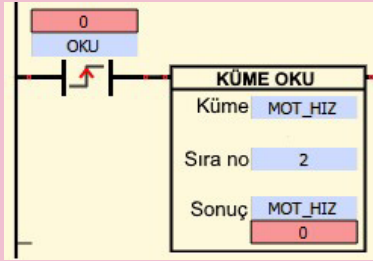 0
OKU
KÜME OKU
Küme MOT_HIZ
Sıra no 2
Sonuç MOT_HIZ
0